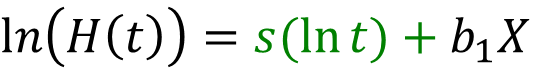 ln(H(t)) = s(ln t) + b₁X